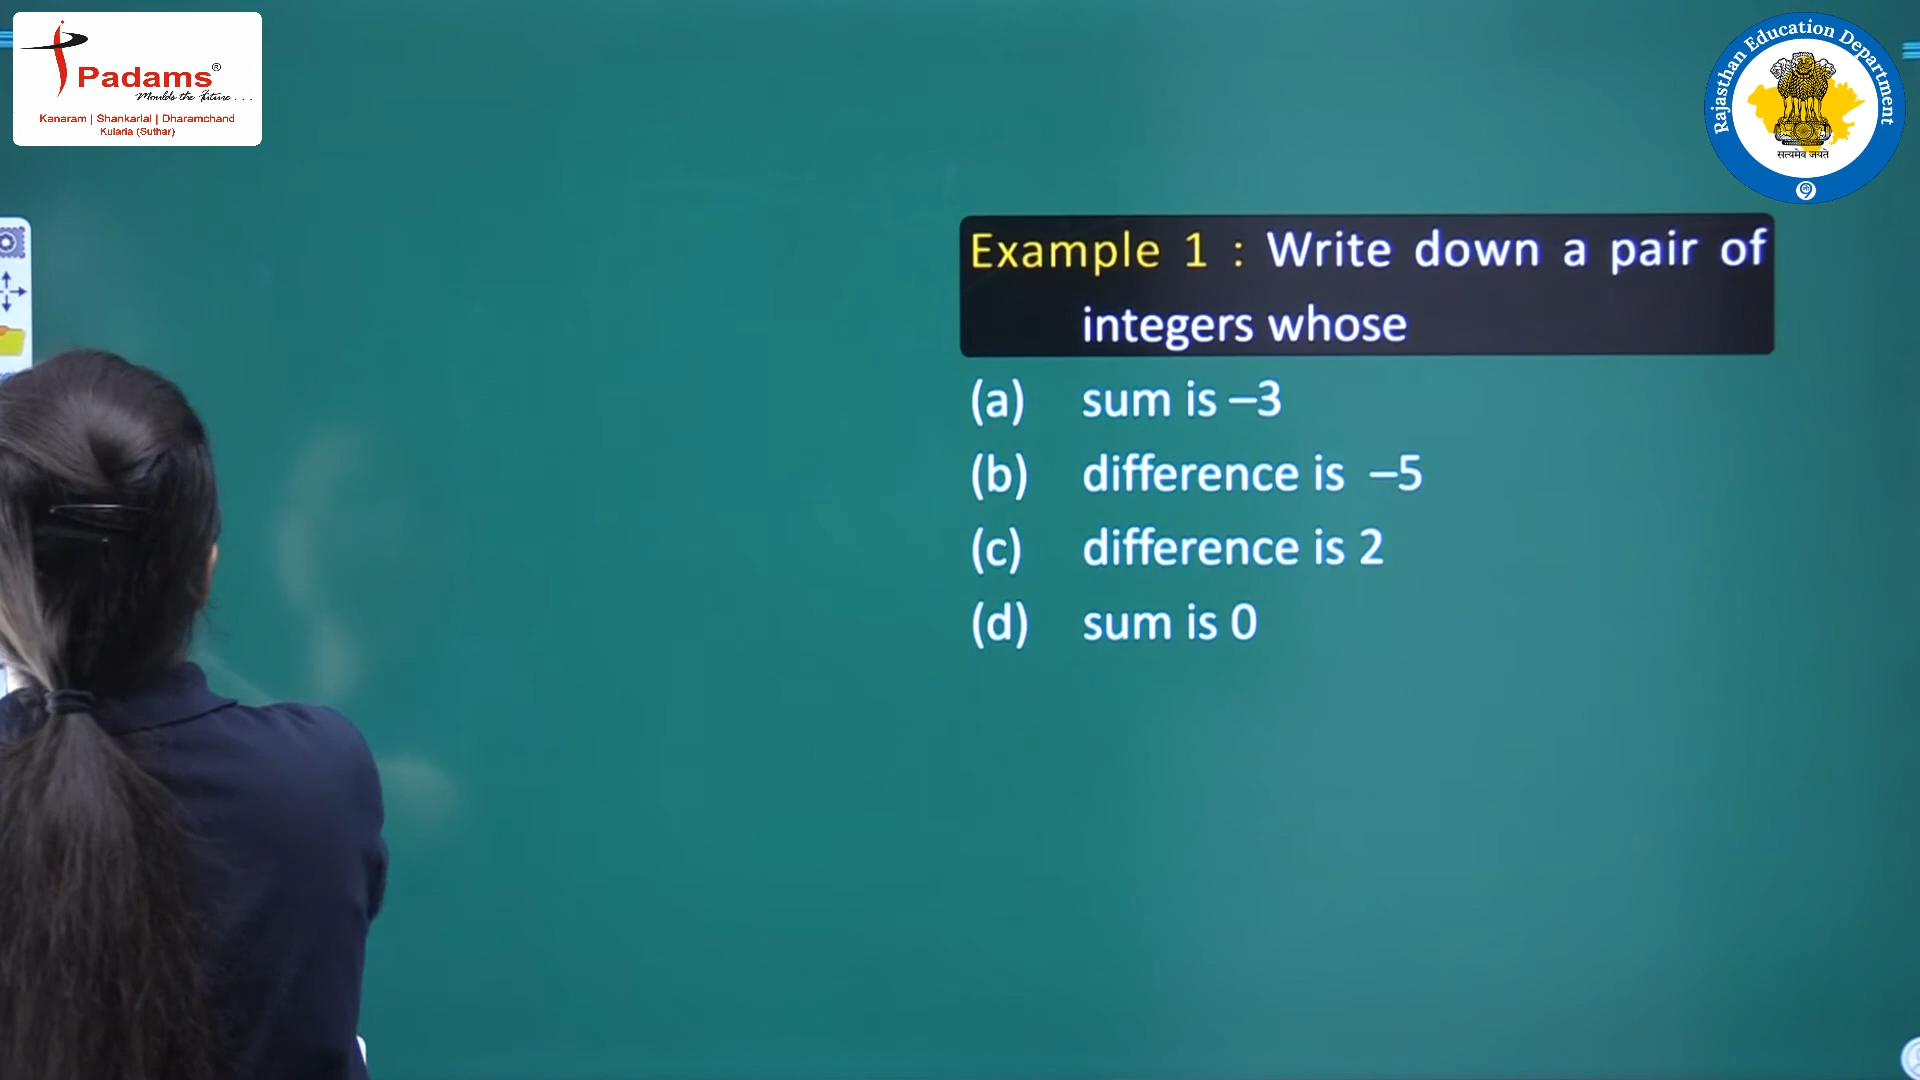 Padams®
Moulds the Future . . .
Kanaram | Shankarlal | Dharamchand
Kularia (Suthar)
Rajasthan Education Department
सत्यमेव जयते
Example 1 : Write down a pair of
integers whose
(a) sum is –3
(b) difference is –5
(c) difference is 2
(d) sum is 0